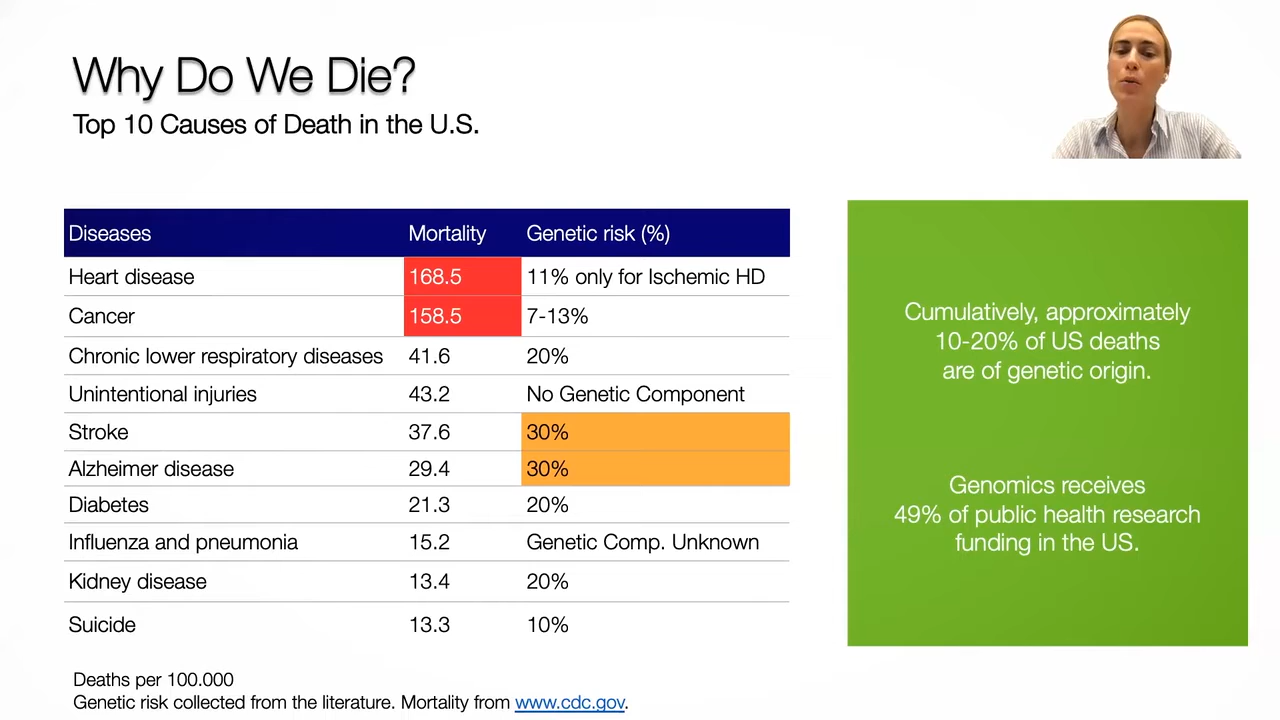 Why Do We Die?
Top 10 Causes of Death in the U.S.
Diseases Mortality Genetic risk (%)
Heart disease 168.5 11% only for Ischemic HD
Cancer 158.5 7-13%
Chronic lower respiratory diseases 41.6 20%
Unintentional injuries 43.2 No Genetic Component
Stroke 37.6 30%
Alzheimer disease 29.4 30%
Diabetes 21.3 20%
Influenza and pneumonia 15.2 Genetic Comp. Unknown
Kidney disease 13.4 20%
Suicide 13.3 10%
Deaths per 100.000
Genetic risk collected from the literature. Mortality from www.cdc.gov.
Cumulatively, approximately
10-20% of US deaths
are of genetic origin.
Genomics receives
49% of public health research
funding in the US.